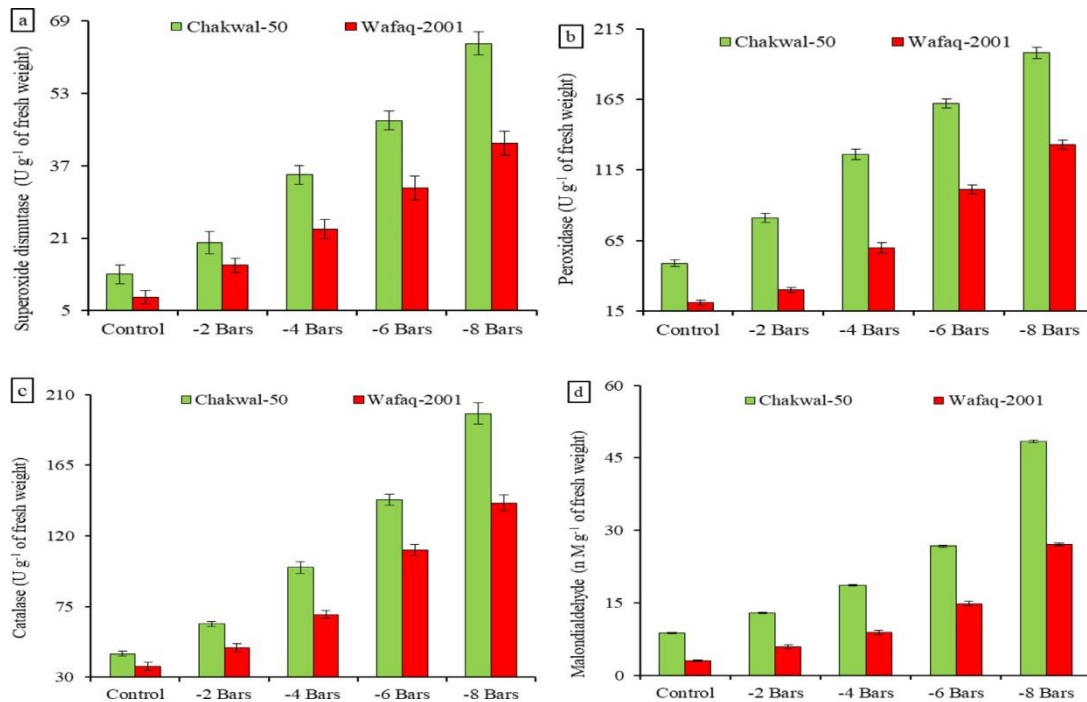 a
Superoxide dismutase (U g⁻¹ of fresh weight)
69
53
37
21
5
Chakwal-50 Wafaq-2001
Control -2 Bars -4 Bars -6 Bars -8 Bars
b
Peroxidase (U g⁻¹ of fresh weight)
215
165
115
65
15
Chakwal-50 Wafaq-2001
Control -2 Bars -4 Bars -6 Bars -8 Bars
c
Catalase (U g⁻¹ of fresh weight)
210
165
120
75
30
Chakwal-50 Wafaq-2001
Control -2 Bars -4 Bars -6 Bars -8 Bars
d
Malondialdehyde (n M g⁻¹ of fresh weight)
60
45
30
15
0
Chakwal-50 Wafaq-2001
Control -2 Bars -4 Bars -6 Bars -8 Bars